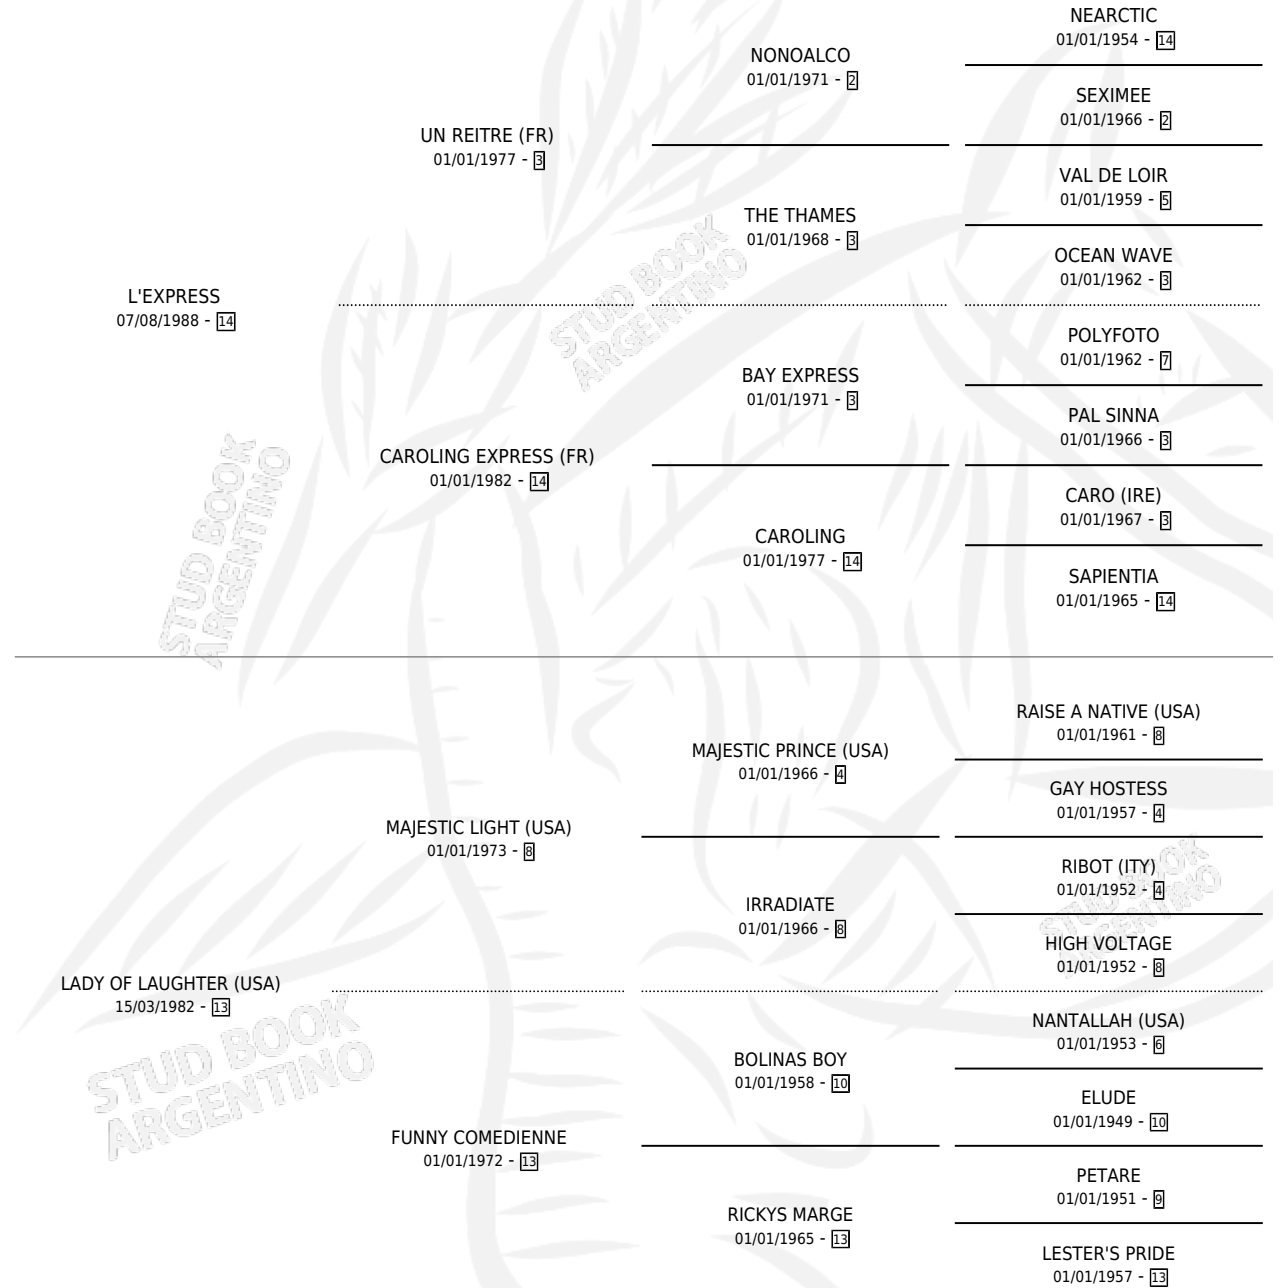 NEARCTIC
01/01/1954 - 14
NONOALCO
01/01/1971 - 2
SEXIMEE
01/01/1966 - 2
UN REITRE (FR)
01/01/1977 - 3
VAL DE LOIR
01/01/1959 - 5
THE THAMES
01/01/1968 - 3
OCEAN WAVE
01/01/1962 - 3
L'EXPRESS
07/08/1988 - 14
POLYFOTO
01/01/1962 - 7
BAY EXPRESS
01/01/1971 - 3
PAL SINNA
01/01/1966 - 3
CAROLING EXPRESS (FR)
01/01/1982 - 14
CARO (IRE)
01/01/1967 - 3
CAROLING
01/01/1977 - 14
SAPIENTIA
01/01/1965 - 14
RAISE A NATIVE (USA)
01/01/1961 - 8
MAJESTIC PRINCE (USA)
01/01/1966 - 4
GAY HOSTESS
01/01/1957 - 4
MAJESTIC LIGHT (USA)
01/01/1973 - 8
RIBOT (ITY)
01/01/1952 - 4
IRRADIATE
01/01/1966 - 8
HIGH VOLTAGE
01/01/1952 - 8
LADY OF LAUGHTER (USA)
15/03/1982 - 13
NANTALLAH (USA)
01/01/1953 - 6
BOLINAS BOY
01/01/1958 - 10
ELUDE
01/01/1949 - 10
FUNNY COMEDIENNE
01/01/1972 - 13
PETARE
01/01/1951 - 9
RICKYS MARGE
01/01/1965 - 13
LESTER'S PRIDE
01/01/1957 - 13
STUD BOOK
ARGENTINO
STUD BOOK
ARGENTINO
STUD BOOK
ARGENTINO
STUD BOOK
ARGENTINO